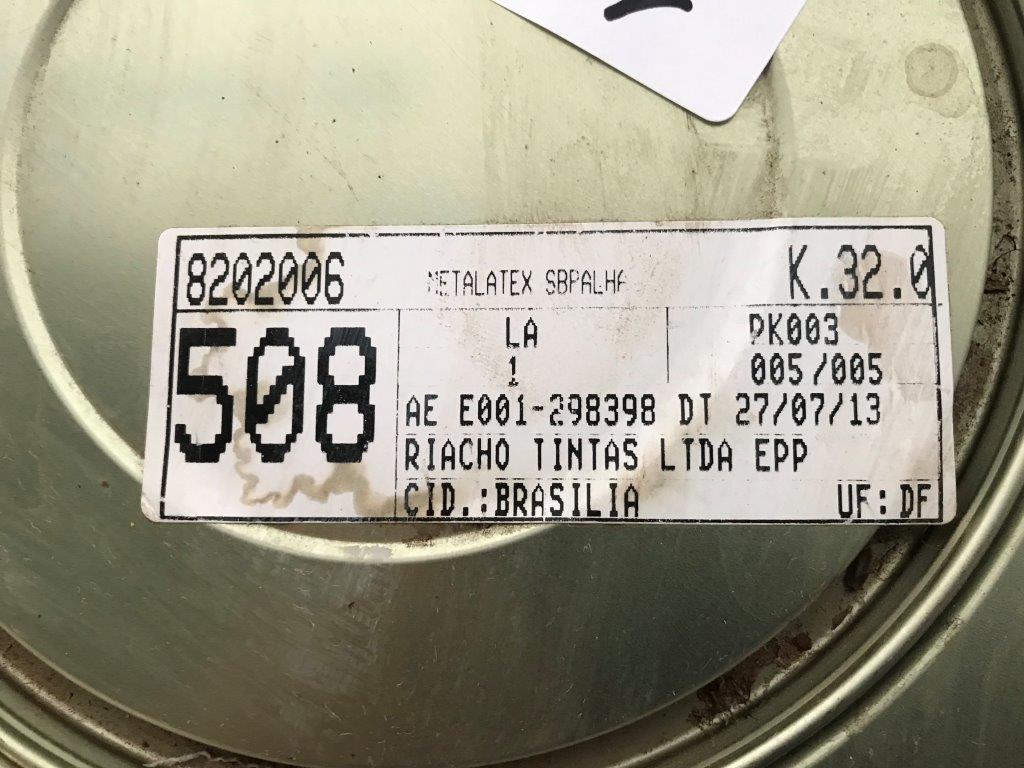 8202006 METALATEX SBPALHA K.32.0
508
LA PK003
1 005/005
AE E001-298398 DT 27/07/13
RIACHO TINTAS LTDA EPP
CID.:BRASILIA UF:DF